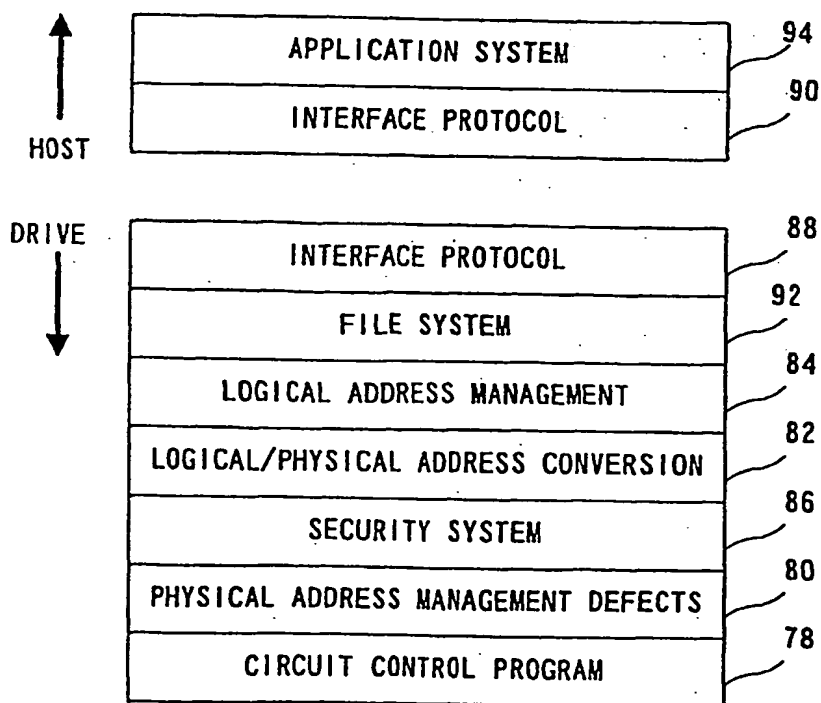 APPLICATION SYSTEM 94
INTERFACE PROTOCOL 90
HOST
DRIVE
INTERFACE PROTOCOL 88
FILE SYSTEM 92
LOGICAL ADDRESS MANAGEMENT 84
LOGICAL/PHYSICAL ADDRESS CONVERSION 82
SECURITY SYSTEM 86
PHYSICAL ADDRESS MANAGEMENT DEFECTS 80
CIRCUIT CONTROL PROGRAM 78